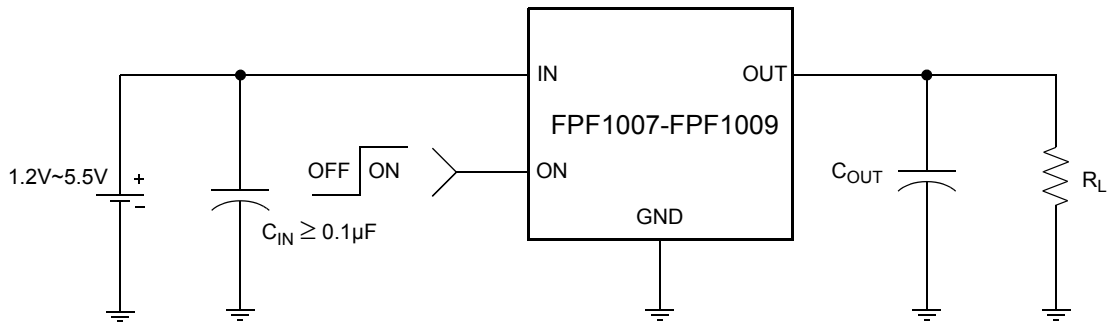 IN
OUT
FPF1007-FPF1009
1.2V~5.5V
+
−
OFF
ON
ON
C_OUT
R_L
C_IN ≥ 0.1µF
GND